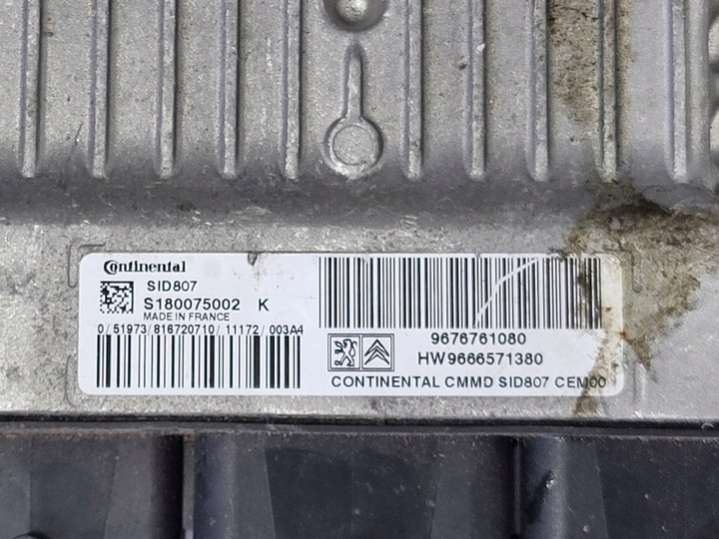 Continental
SID807
S180075002 K
MADE IN FRANCE
0/51973/816720710/11172/003A4
9676761080
HW9666571380
CONTINENTAL CMMD SID807 CEM00